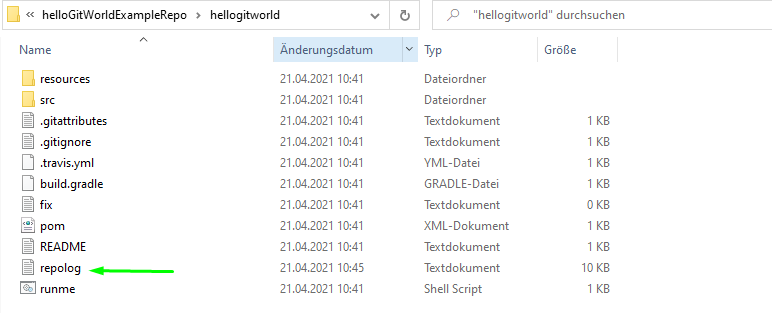 « helloGitWorldExampleRepo › hellogitworld "hellogitworld" durchsuchen
Name Änderungsdatum Typ Größe
resources 21.04.2021 10:41 Dateiordner
src 21.04.2021 10:41 Dateiordner
.gitattributes 21.04.2021 10:41 Textdokument 1 KB
.gitignore 21.04.2021 10:41 Textdokument 1 KB
.travis.yml 21.04.2021 10:41 YML-Datei 1 KB
build.gradle 21.04.2021 10:41 GRADLE-Datei 1 KB
fix 21.04.2021 10:41 Textdokument 0 KB
pom 21.04.2021 10:41 XML-Dokument 1 KB
README 21.04.2021 10:41 Textdokument 1 KB
repolog 21.04.2021 10:45 Textdokument 10 KB
runme 21.04.2021 10:41 Shell Script 1 KB